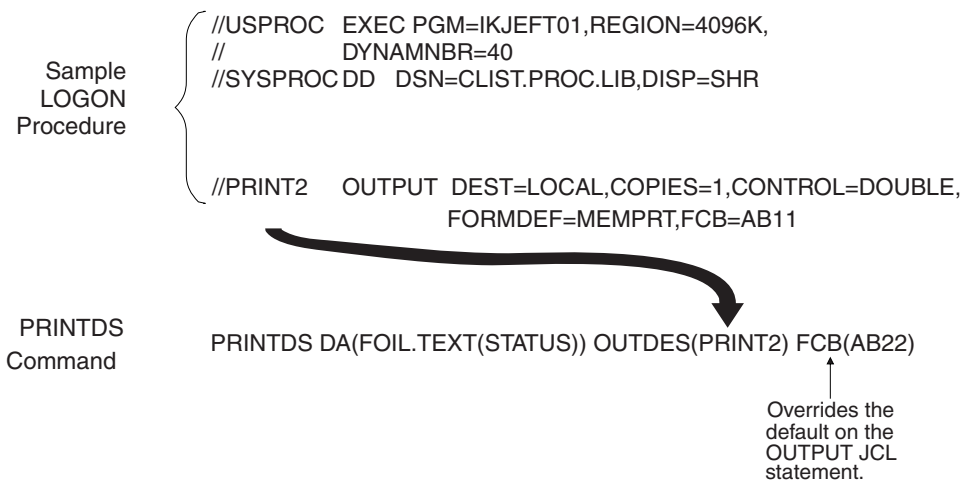 //USPROC EXEC PGM=IKJEFT01,REGION=4096K,
// DYNAMNBR=40
//SYSPROC DD DSN=CLIST.PROC.LIB,DISP=SHR
Sample
LOGON
Procedure
//PRINT2 OUTPUT DEST=LOCAL,COPIES=1,CONTROL=DOUBLE,
FORMDEF=MEMPRT,FCB=AB11
PRINTDS
Command
PRINTDS DA(FOIL.TEXT(STATUS)) OUTDES(PRINT2) FCB(AB22)
Overrides the
default on the
OUTPUT JCL
statement.